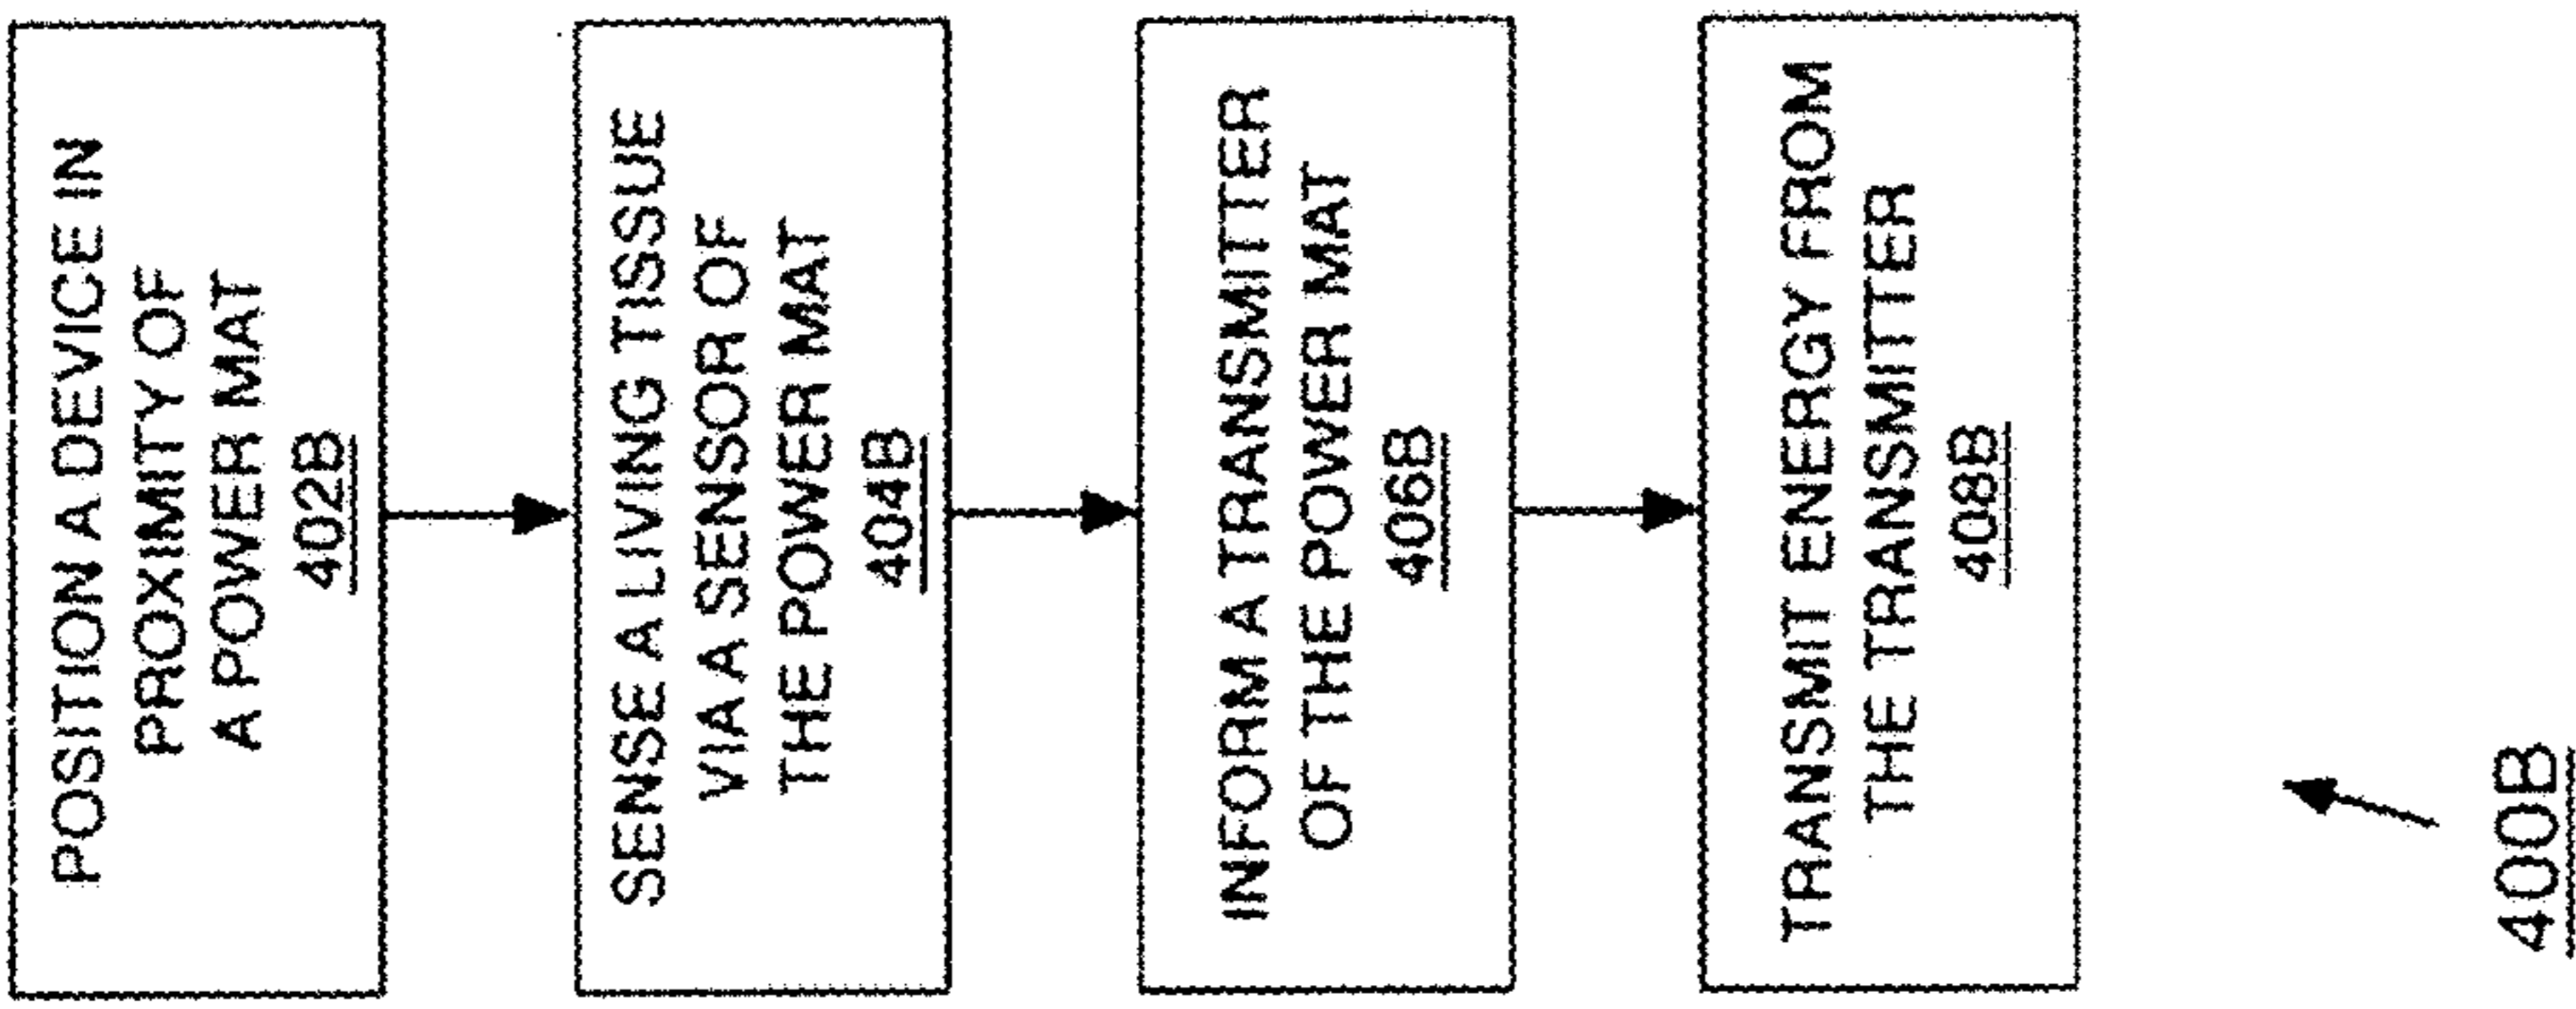 POSITION A DEVICE IN
PROXIMITY OF
A POWER MAT
402B
SENSE A LIVING TISSUE
VIA A SENSOR OF
THE POWER MAT
404B
INFORM A TRANSMITTER
OF THE POWER MAT
406B
TRANSMIT ENERGY FROM
THE TRANSMITTER
408B
400B